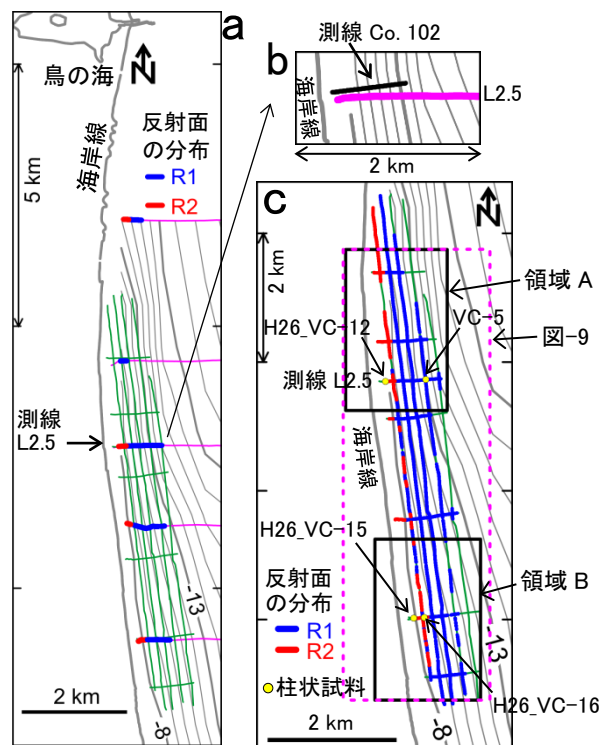 a
鳥の海
N
5 km
海岸線
反射面
の分布
R1
R2
測線
L2.5
-13
-8
2 km
b
測線 Co. 102
海岸線
L2.5
2 km
c
N
2 km
領域 A
VC-5
H26_VC-12
図-9
測線 L2.5
海岸線
H26_VC-15
領域 B
反射面
の分布
R1
R2
柱状試料
-13
H26_VC-16
-8
2 km